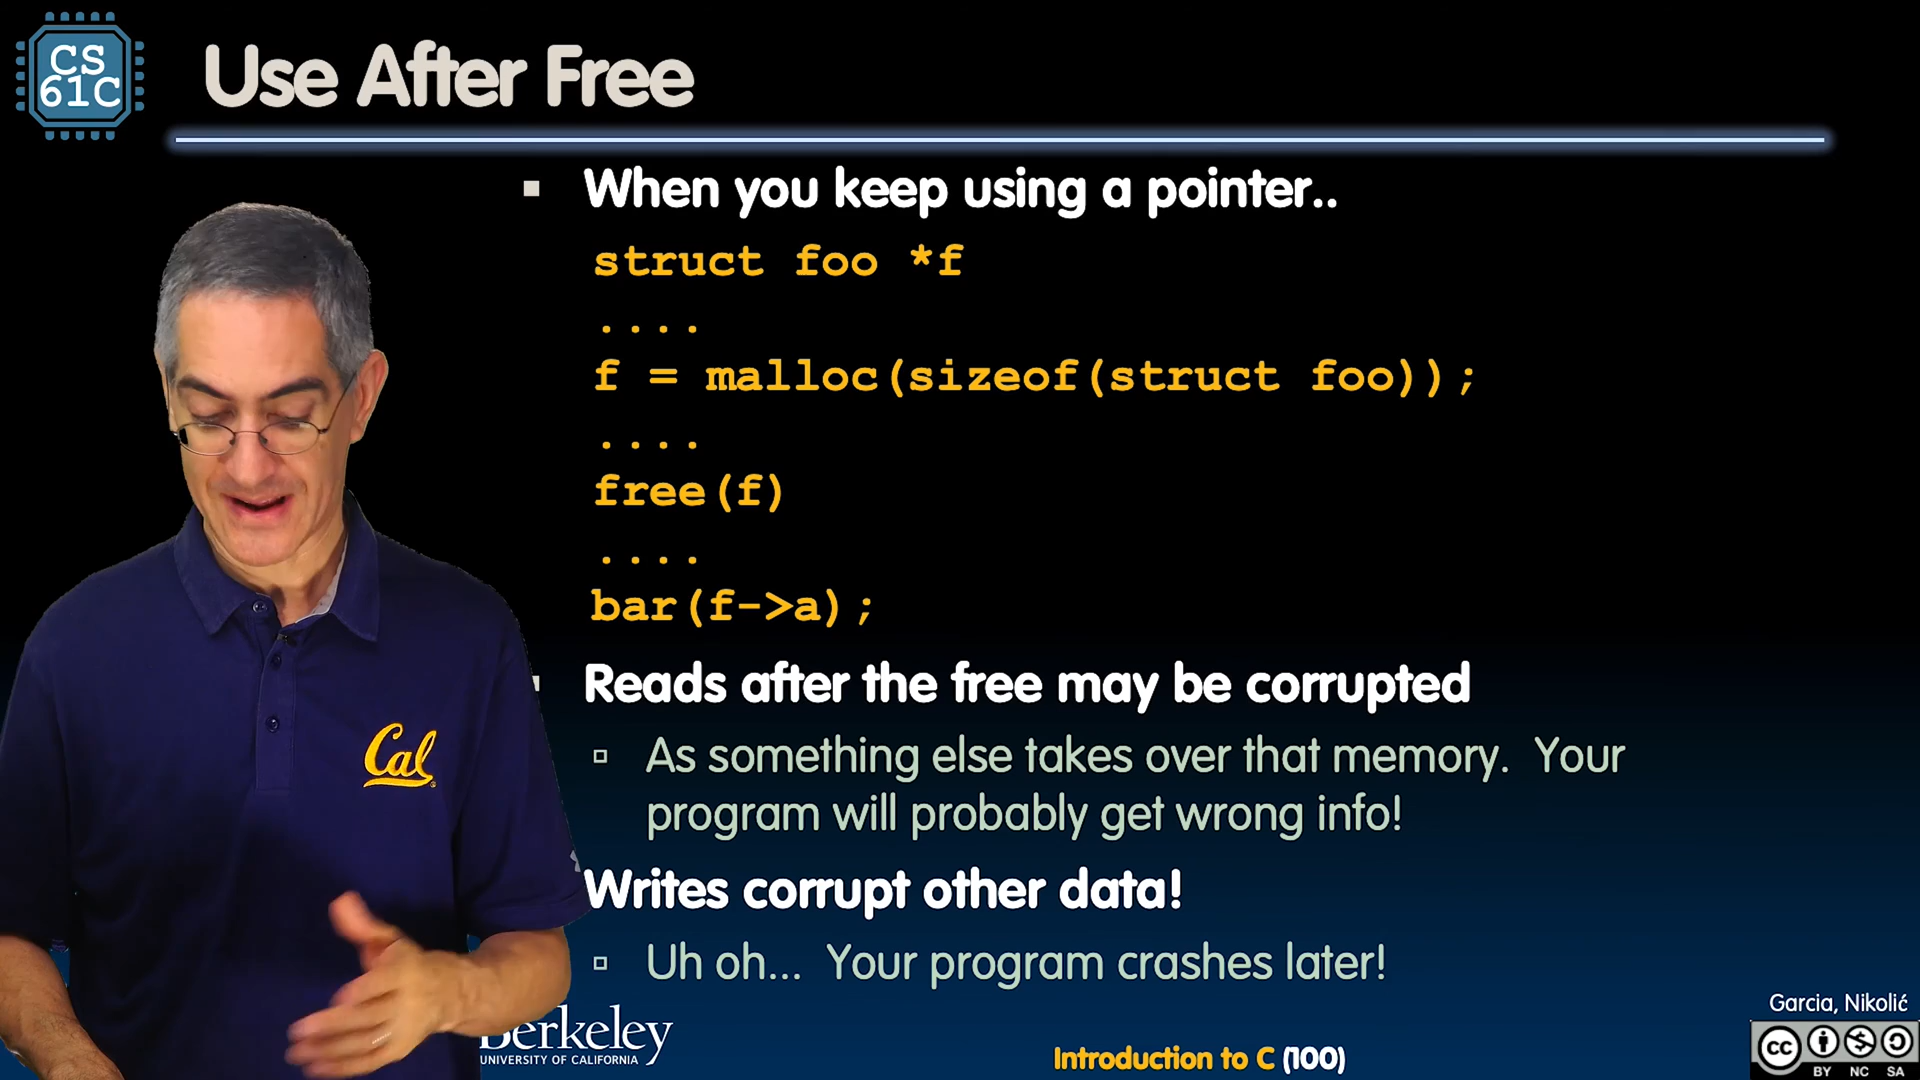 CS
61C
Use After Free
When you keep using a pointer..
struct foo *f
....
f = malloc(sizeof(struct foo));
....
free(f)
....
bar(f->a);
Reads after the free may be corrupted
As something else takes over that memory.  Your
program will probably get wrong info!
Writes corrupt other data!
Uh oh...  Your program crashes later!
Cal
Berkeley
UNIVERSITY OF CALIFORNIA
Introduction to C (100)
Garcia, Nikolić
cc
BY NC SA